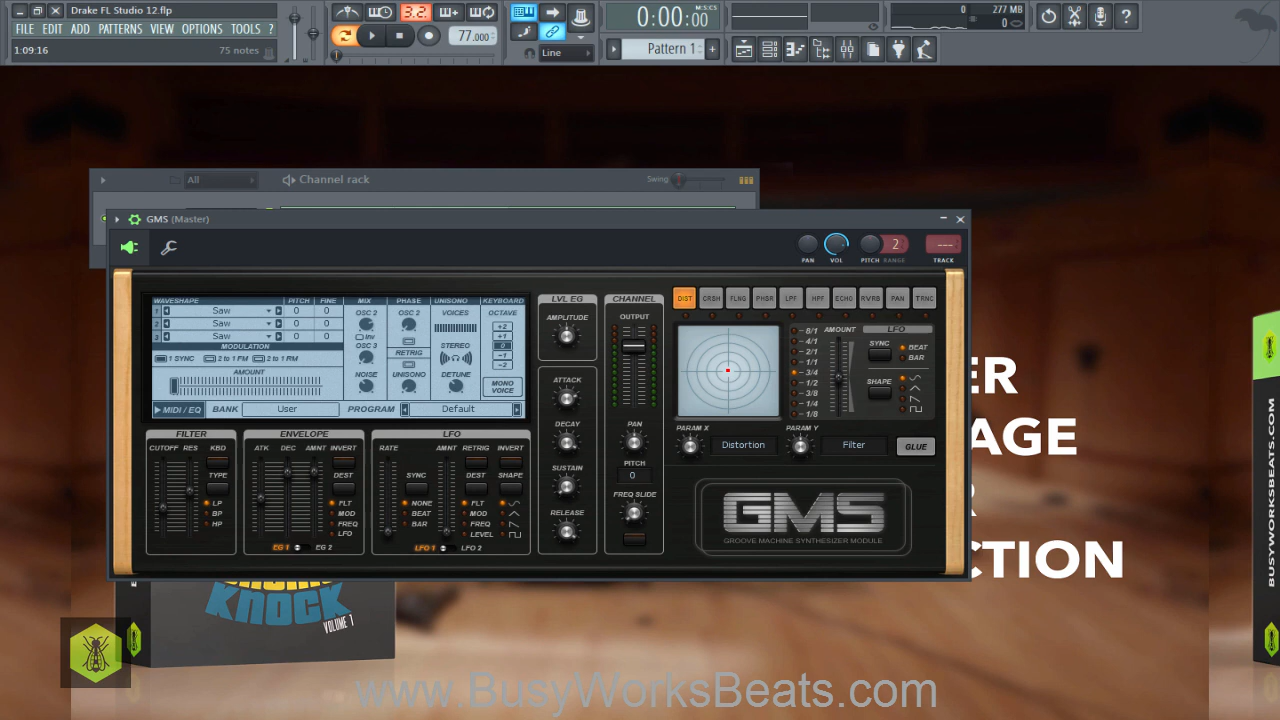 Drake FL Studio 12.flp
FILE EDIT ADD PATTERNS VIEW OPTIONS TOOLS ?
1:09:16 75 notes
3.2.
77.000
Line
0:00:00
M:S:CS
Pattern 1
0 277 MB
0
All Channel rack Swing
GMS (Master)
PAN VOL PITCH RANGE 2 --- TRACK
WAVESHAPE PITCH FINE MIX PHASE UNISONO KEYBOARD
1 Saw 0 0
2 Saw 0 0
3 Saw 0 0
OSC 2 OSC 2 VOICES OCTAVE
INV
OSC 3 RETRIG STEREO
+2
+1
0
-1
-2
MODULATION
1 SYNC 2 to 1 FM 2 to 1 RM
AMOUNT
NOISE UNISONO DETUNE MONO VOICE
MIDI / EQ BANK User PROGRAM Default
FILTER
CUTOFF RES KBD
TYPE
LP
BP
HP
ENVELOPE
ATK DEC AMNT INVERT
DEST
FLT
MOD
FREQ
LFO
EG 1 EG 2
LFO
RATE AMNT RETRIG INVERT
SYNC DEST SHAPE
NONE FLT
BEAT MOD
BAR FREQ
LEVEL
LFO 1 LFO 2
LVL EG
AMPLITUDE
ATTACK
DECAY
SUSTAIN
RELEASE
CHANNEL
OUTPUT
PAN
PITCH
0
FREQ SLIDE
DIST CRSH FLNG PHSR LPF HPF ECHO RVRB PAN TRNC
8/1
4/1
2/1
1/1
3/4
1/2
3/8
1/4
1/8
AMOUNT LFO
SYNC BEAT
BAR
SHAPE
PARAM X Distortion PARAM Y Filter GLUE
GMS
GROOVE MACHINE SYNTHESIZER MODULE
ER
AGE
CTION
KNOCK
VOLUME 1
BUSYWORKSBEATS.COM
www.BusyWorksBeats.com